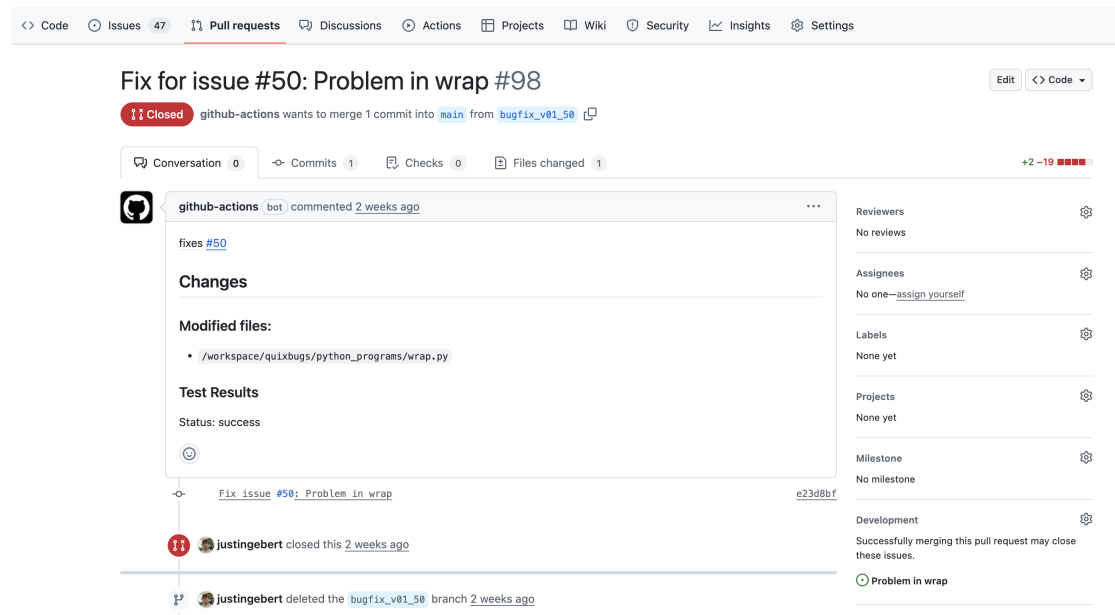 Code Issues 47 Pull requests Discussions Actions Projects Wiki Security Insights Settings
Fix for issue #50: Problem in wrap #98
Edit Code
Closed github-actions wants to merge 1 commit into main from bugfix_v01_50
Conversation 0 Commits 1 Checks 0 Files changed 1
+2 −19
github-actions bot commented 2 weeks ago
fixes #50
Changes
Modified files:
• /workspace/quixbugs/python_programs/wrap.py
Test Results
Status: success
Fix issue #50: Problem in wrap e23d8bf
justingebert closed this 2 weeks ago
justingebert deleted the bugfix_v01_50 branch 2 weeks ago
Reviewers
No reviews
Assignees
No one—assign yourself
Labels
None yet
Projects
None yet
Milestone
No milestone
Development
Successfully merging this pull request may close
these issues.
Problem in wrap